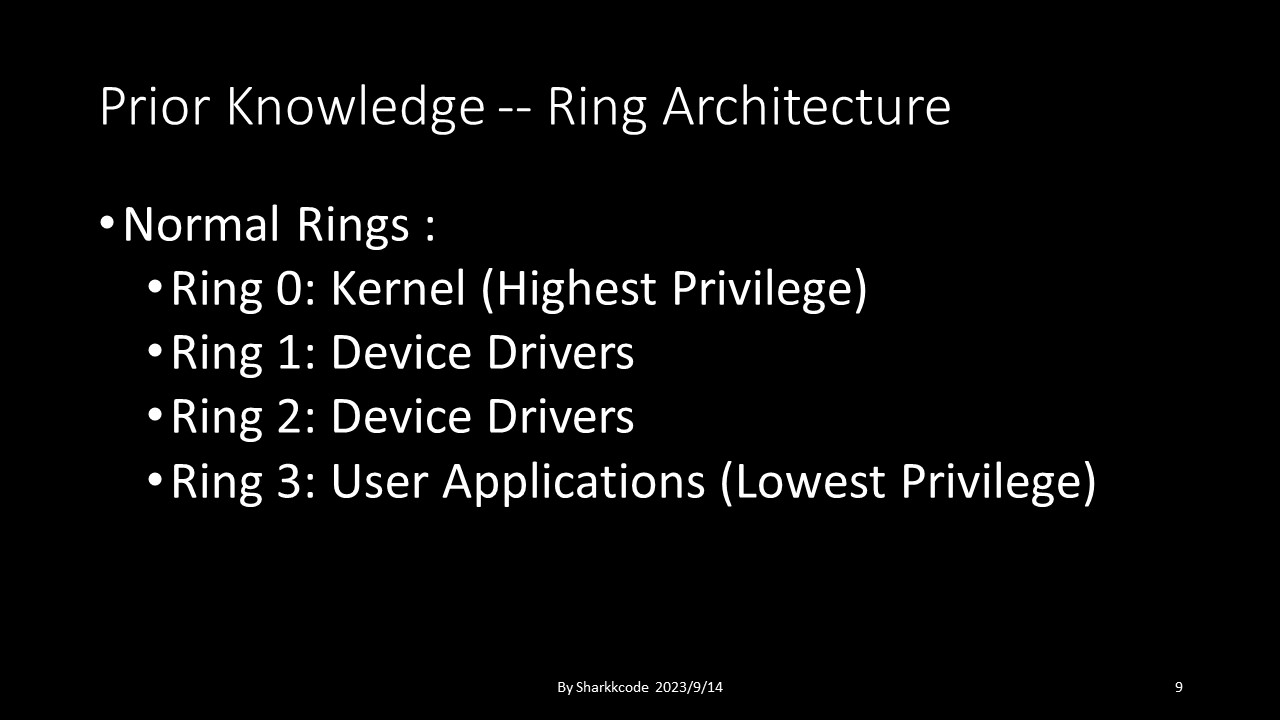 Prior Knowledge -- Ring Architecture
•Normal Rings :
•Ring 0: Kernel (Highest Privilege)
•Ring 1: Device Drivers
•Ring 2: Device Drivers
•Ring 3: User Applications (Lowest Privilege)
By Sharkkcode 2023/9/14
9